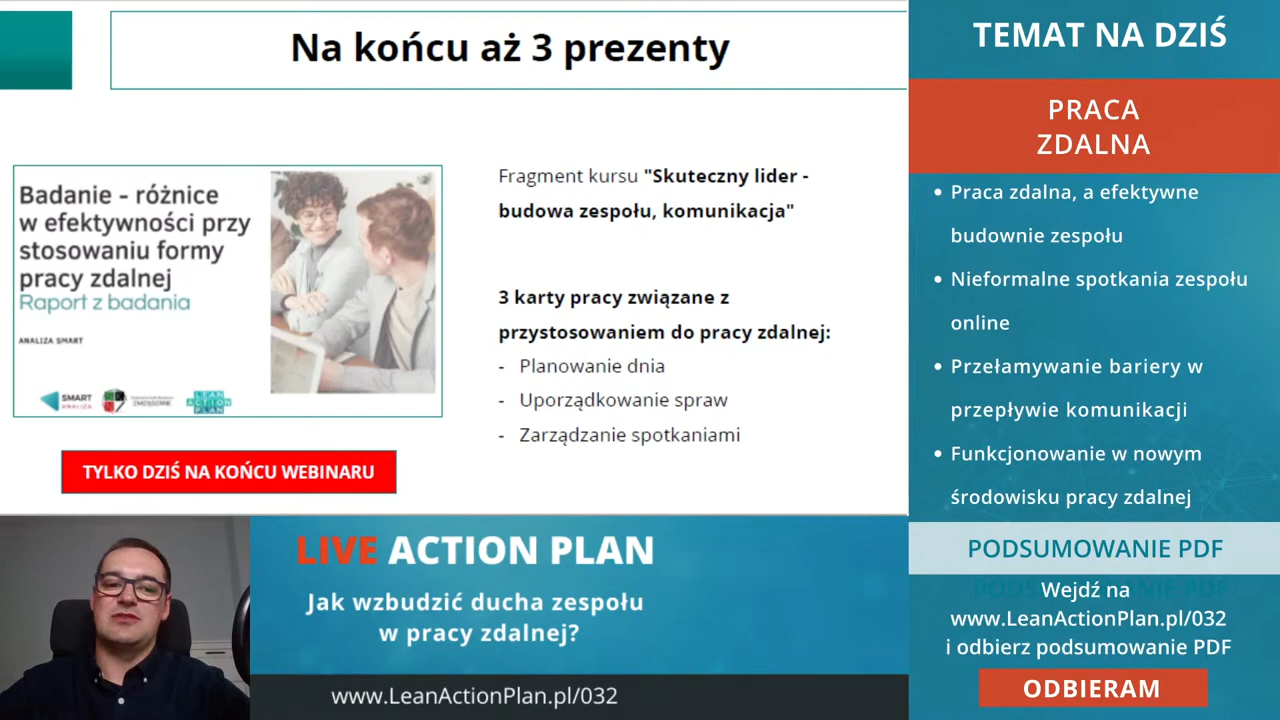 Na końcu aż 3 prezenty
Badanie - różnice
w efektywności przy
stosowaniu formy
pracy zdalnej
Raport z badania
ANALIZA SMART
SMART
ANALIZA
ZARZĄDZANIE
LEAN
ACTION
PLAN
TYLKO DZIŚ NA KOŃCU WEBINARU
Fragment kursu "Skuteczny lider -
budowa zespołu, komunikacja"
3 karty pracy związane z
przystosowaniem do pracy zdalnej:
- Planowanie dnia
- Uporządkowanie spraw
- Zarządzanie spotkaniami
LIVE ACTION PLAN
Jak wzbudzić ducha zespołu
w pracy zdalnej?
www.LeanActionPlan.pl/032
TEMAT NA DZIŚ
PRACA
ZDALNA
• Praca zdalna, a efektywne
budownie zespołu
• Nieformalne spotkania zespołu
online
• Przełamywanie bariery w
przepływie komunikacji
• Funkcjonowanie w nowym
środowisku pracy zdalnej
PODSUMOWANIE PDF
Wejdź na
www.LeanActionPlan.pl/032
i odbierz podsumowanie PDF
ODBIERAM